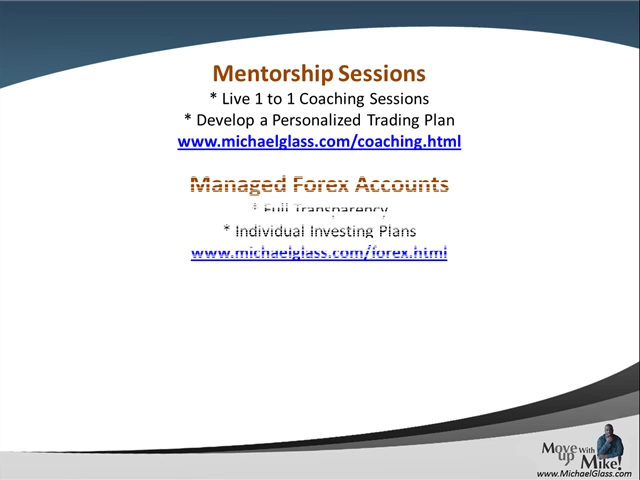 Mentorship Sessions
* Live 1 to 1 Coaching Sessions
* Develop a Personalized Trading Plan
www.michaelglass.com/coaching.html
Managed Forex Accounts
* Full Transparency
* Individual Investing Plans
www.michaelglass.com/forex.html
Move up With Mike!
www.MichaelGlass.com